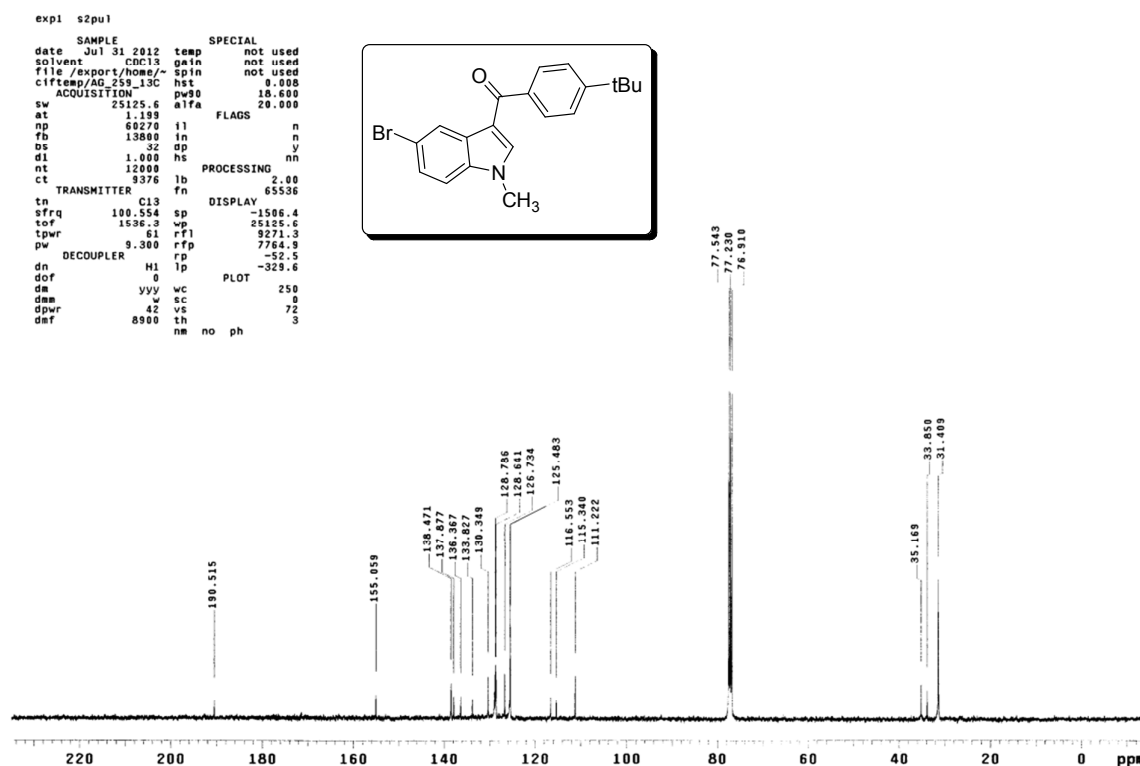 exp1 s2pul
SAMPLE SPECIAL
date Jul 31 2012 temp not used
solvent CDCl3 gain not used
file /export/home/~ spin not used
ciftemp/AG_259_13C hst 0.008
ACQUISITION pw90 18.600
sw 25125.6 alfa 20.000
at 1.199 FLAGS
np 60270 il n
fb 13800 in n
bs 32 dp y
d1 1.000 hs nn
nt 12000 PROCESSING
ct 9376 lb 2.00
TRANSMITTER fn 65536
tn C13 DISPLAY
sfrq 100.554 sp -1506.4
tof 1536.3 wp 25125.6
tpwr 61 rfl 9271.3
pw 9.300 rfp 7764.9
DECOUPLER rp -52.5
dn H1 lp -329.6
dof 0 PLOT
dm yyy wc 250
dmm w sc 0
dpwr 42 vs 72
dmf 8900 th 3
nm no ph
O
tBu
Br
N
CH3
190.515
155.059
138.471
137.877
136.367
133.827
130.349
128.786
128.641
126.734
125.483
116.553
115.340
111.222
77.543
77.230
76.910
35.169
33.850
31.409
220 200 180 160 140 120 100 80 60 40 20 0 ppm